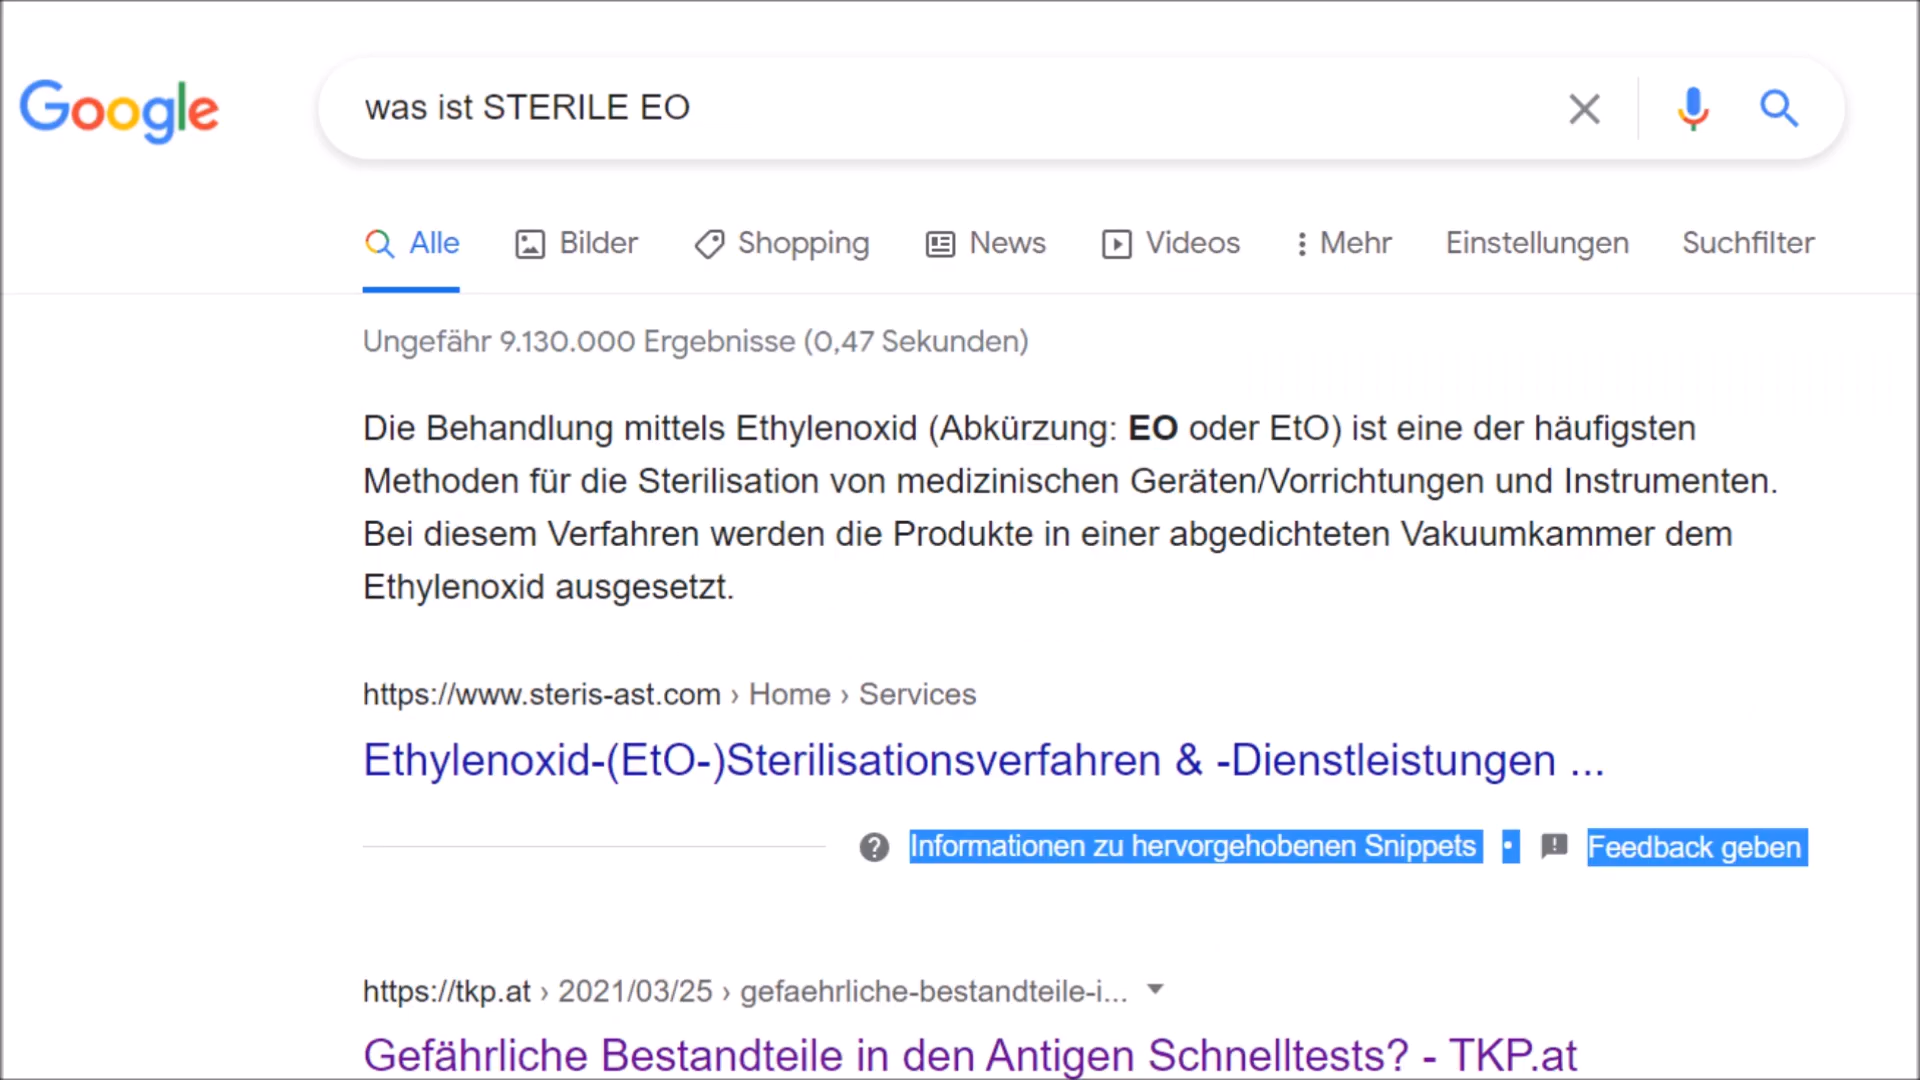 Google
was ist STERILE EO
Alle Bilder Shopping News Videos Mehr Einstellungen Suchfilter
Ungefähr 9.130.000 Ergebnisse (0,47 Sekunden)
Die Behandlung mittels Ethylenoxid (Abkürzung: EO oder EtO) ist eine der häufigsten
Methoden für die Sterilisation von medizinischen Geräten/Vorrichtungen und Instrumenten.
Bei diesem Verfahren werden die Produkte in einer abgedichteten Vakuumkammer dem
Ethylenoxid ausgesetzt.
https://www.steris-ast.com › Home › Services
Ethylenoxid-(EtO-)Sterilisationsverfahren & -Dienstleistungen ...
Informationen zu hervorgehobenen Snippets • Feedback geben
https://tkp.at › 2021/03/25 › gefaehrliche-bestandteile-i...
Gefährliche Bestandteile in den Antigen Schnelltests? - TKP.at